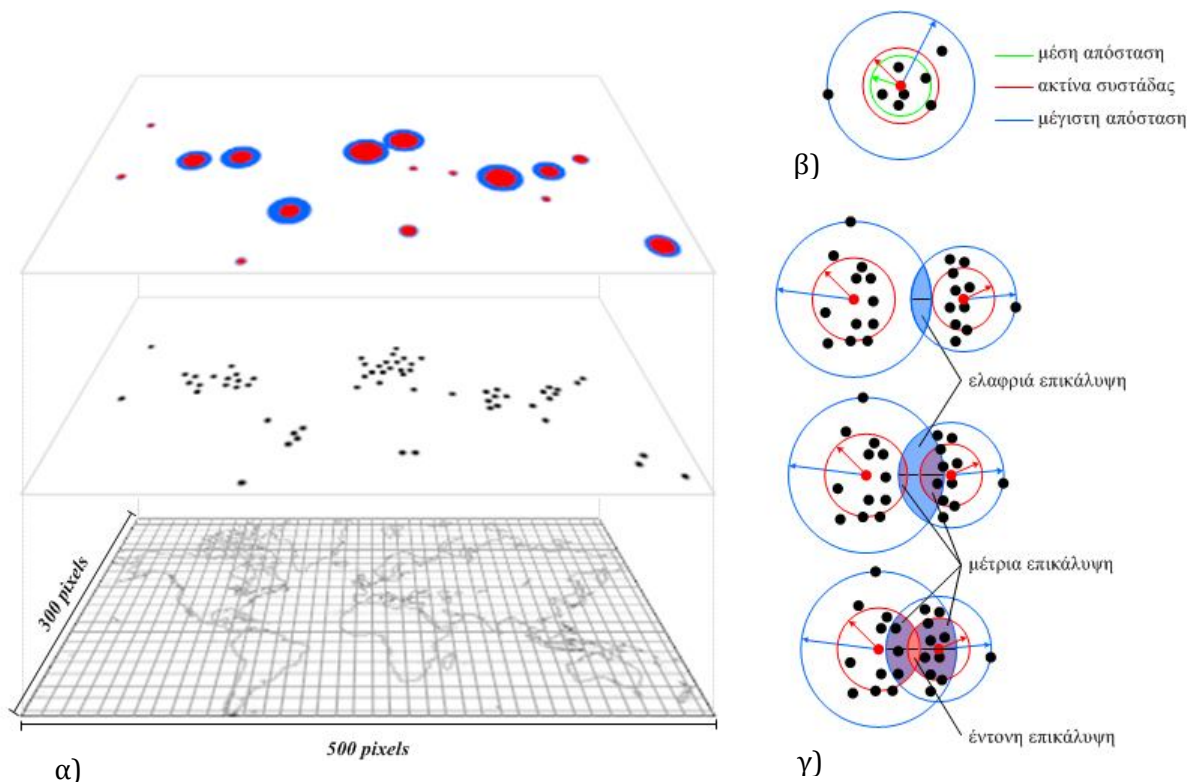 μέση απόσταση
ακτίνα συστάδας
μέγιστη απόσταση
β)
ελαφριά επικάλυψη
μέτρια επικάλυψη
έντονη επικάλυψη
γ)
300 pixels
500 pixels
α)